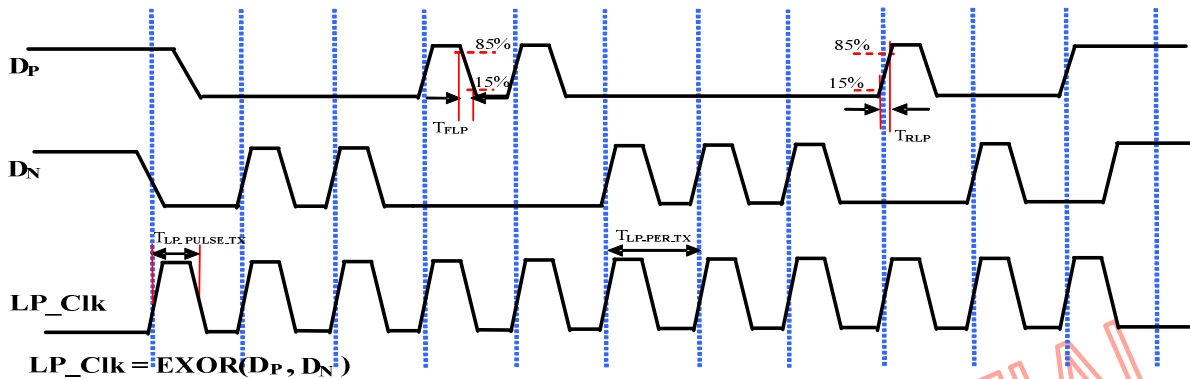 85%
85%
DP
15%
15%
TFLP
TRLP
DN
TLP_PULSE_TX
TLP-PER_TX
LP_Clk
LP_Clk = EXOR(DP , DN )